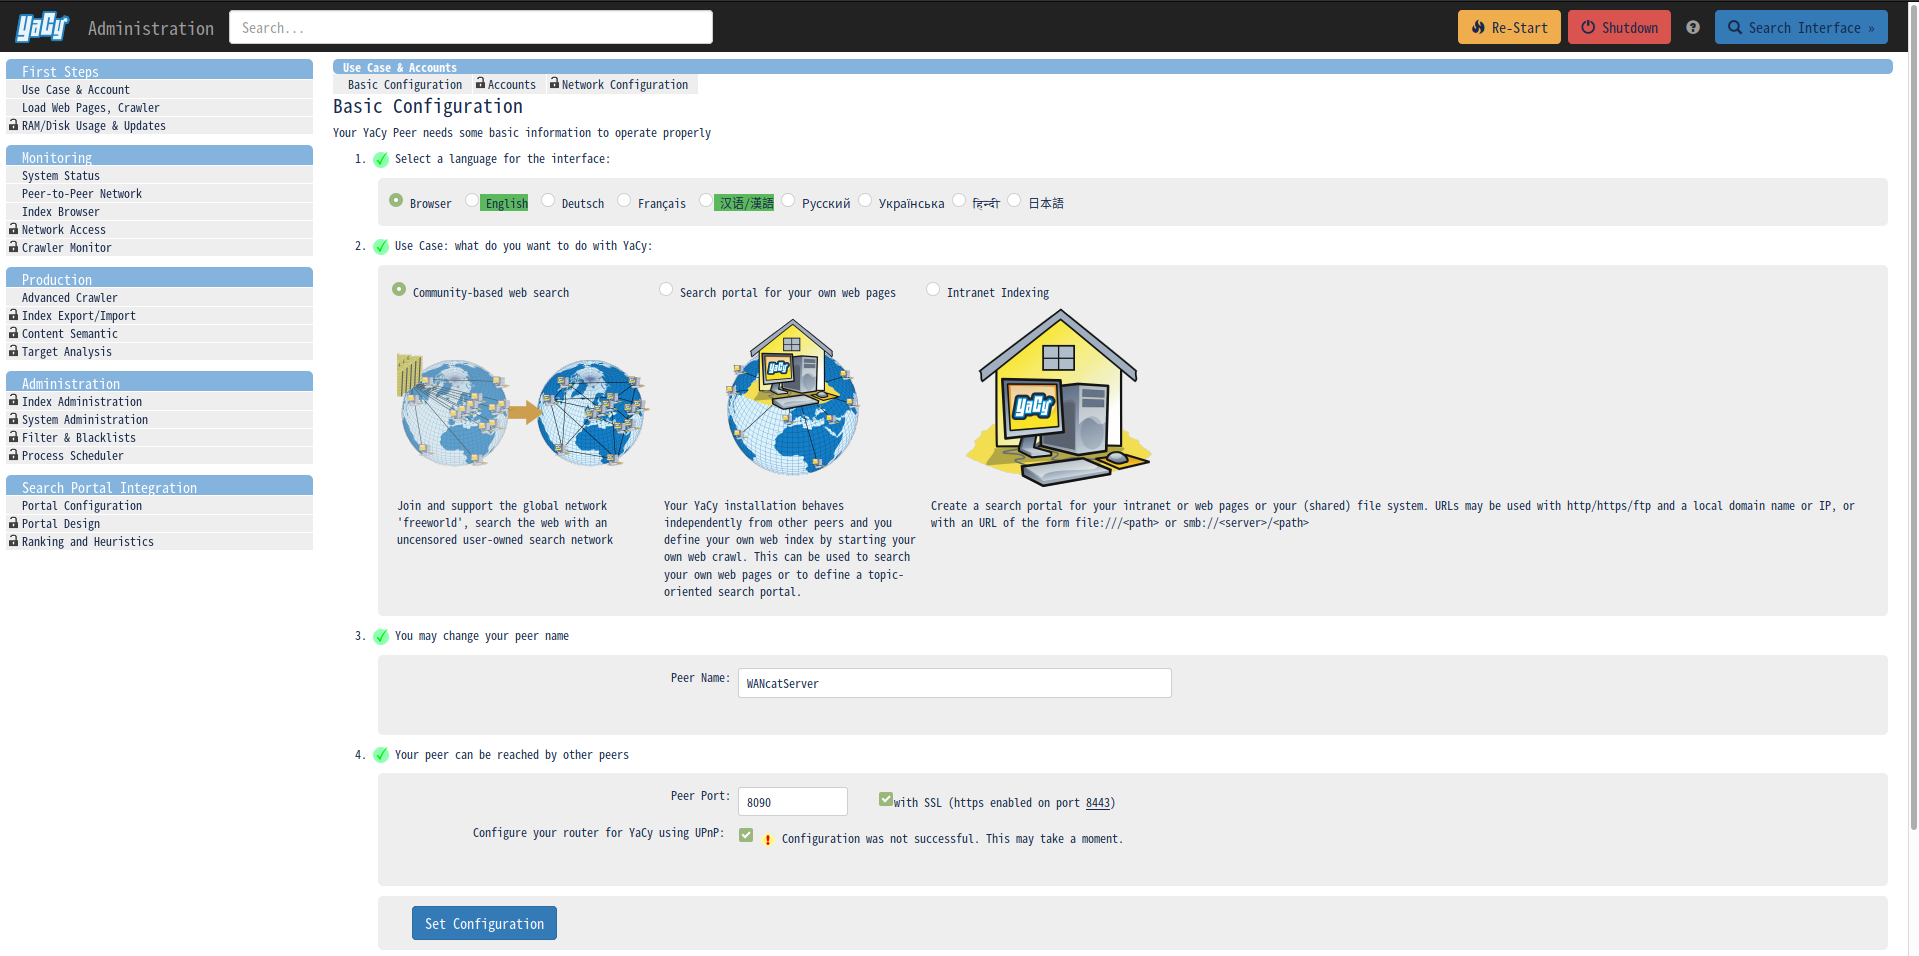 YaCy Administration Search... Re-Start Shutdown ? Search Interface »
First Steps
Use Case & Account
Load Web Pages, Crawler
RAM/Disk Usage & Updates
Monitoring
System Status
Peer-to-Peer Network
Index Browser
Network Access
Crawler Monitor
Production
Advanced Crawler
Index Export/Import
Content Semantic
Target Analysis
Administration
Index Administration
System Administration
Filter & Blacklists
Process Scheduler
Search Portal Integration
Portal Configuration
Portal Design
Ranking and Heuristics
Use Case & Accounts
Basic Configuration Accounts Network Configuration
Basic Configuration
Your YaCy Peer needs some basic information to operate properly
1. Select a language for the interface:
Browser English Deutsch Français 汉语/漢語 Русский Українська हिन्दी 日本語
2. Use Case: what do you want to do with YaCy:
Community-based web search
Join and support the global network
'freeworld', search the web with an
uncensored user-owned search network
Search portal for your own web pages
YaCy
Your YaCy installation behaves
independently from other peers and you
define your own web index by starting your
own web crawl. This can be used to search
your own web pages or to define a topic-
oriented search portal.
Intranet Indexing
YaCy
Create a search portal for your intranet or web pages or your (shared) file system. URLs may be used with http/https/ftp and a local domain name or IP, or
with an URL of the form file:///<path> or smb://<server>/<path>
3. You may change your peer name
Peer Name: WANcatServer
4. Your peer can be reached by other peers
Peer Port: 8090 with SSL (https enabled on port 8443)
Configure your router for YaCy using UPnP: ! Configuration was not successful. This may take a moment.
Set Configuration